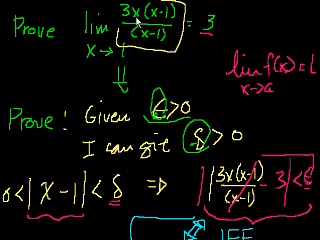 Prove lim x→1 3x(x-1)/(x-1) = 3
lim f(x) = L
x→a
Prove: Given ε > 0
I can give δ > 0
0 < |x - 1| < δ ⇒ |3x(x-1)/(x-1) - 3| < ε
IFF